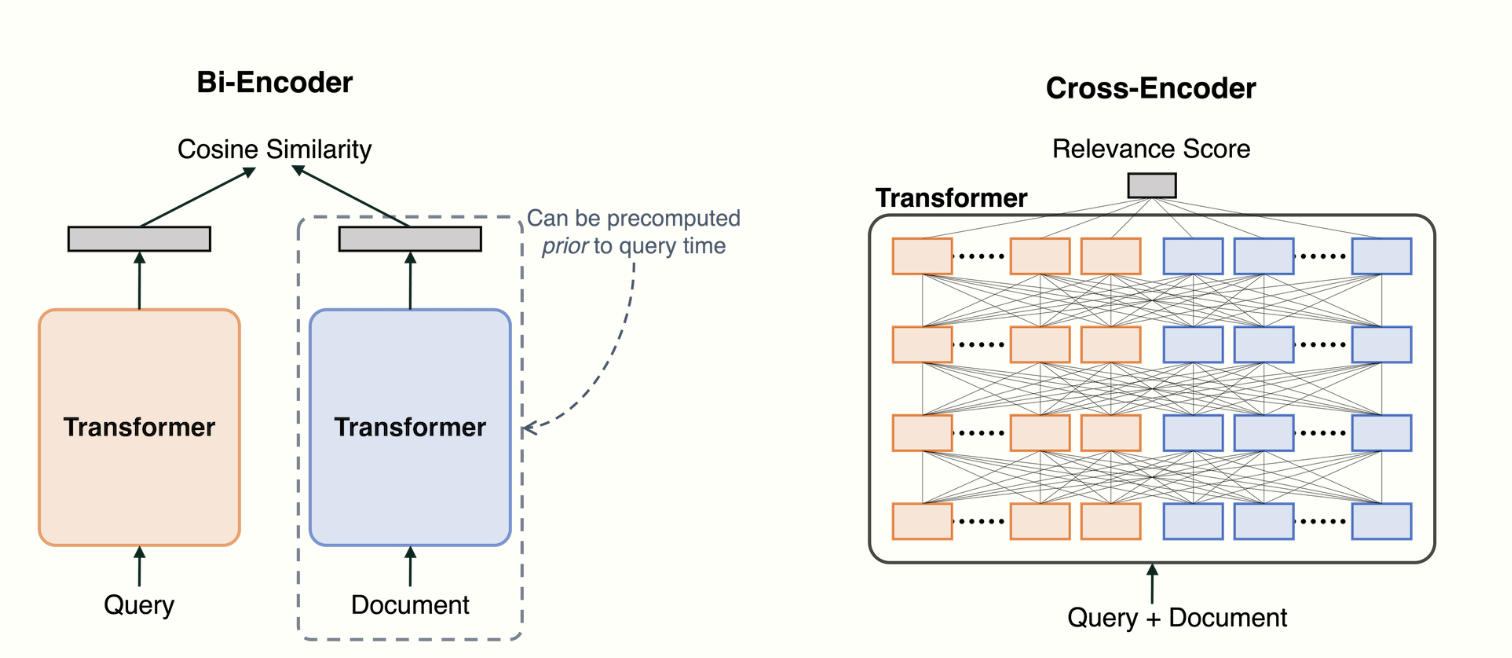 Bi-Encoder
Cosine Similarity
Can be precomputed
prior to query time
Transformer
Transformer
Query
Document
Cross-Encoder
Relevance Score
Transformer
Query + Document